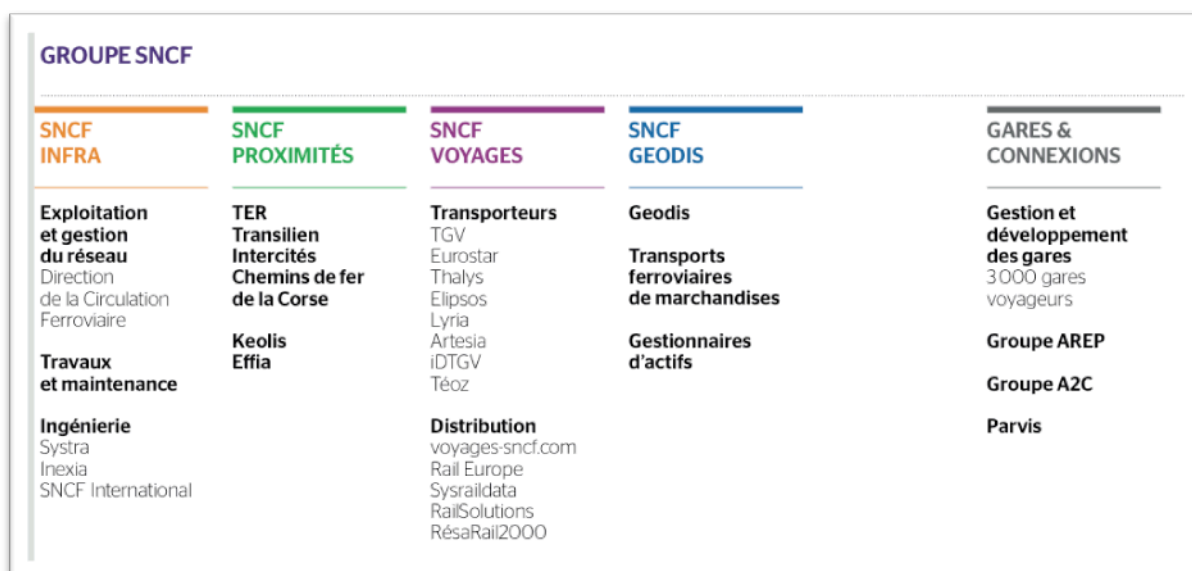 GROUPE SNCF
SNCF
INFRA
Exploitation
et gestion
du réseau
Direction
de la Circulation
Ferroviaire
Travaux
et maintenance
Ingénierie
Systra
Inexia
SNCF International
SNCF
PROXIMITÉS
TER
Transilien
Intercités
Chemins de fer
de la Corse
Keolis
Effia
SNCF
VOYAGES
Transporteurs
TGV
Eurostar
Thalys
Elipsos
Lyria
Artesia
iDTGV
Téoz
Distribution
voyages-sncf.com
Rail Europe
Sysraildata
RailSolutions
RésaRail2000
SNCF
GEODIS
Geodis
Transports
ferroviaires
de marchandises
Gestionnaires
d'actifs
GARES &
CONNEXIONS
Gestion et
développement
des gares
3000 gares
voyageurs
Groupe AREP
Groupe A2C
Parvis